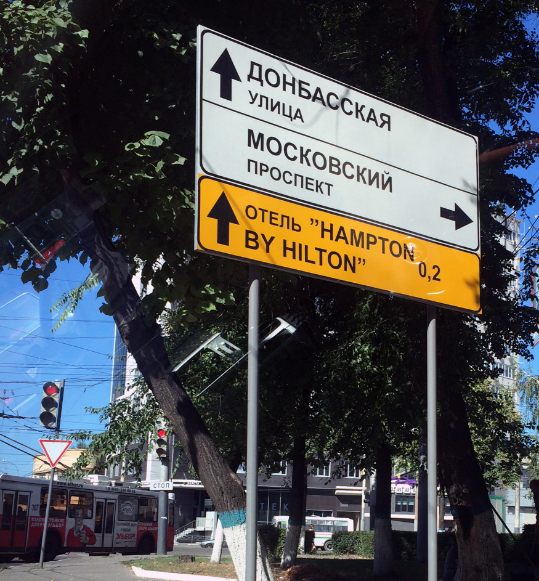 ДОНБАССКАЯ
УЛИЦА
МОСКОВСКИЙ
ПРОСПЕКТ
ОТЕЛЬ ”HAMPTON
BY HILTON” 0,2
СТОП